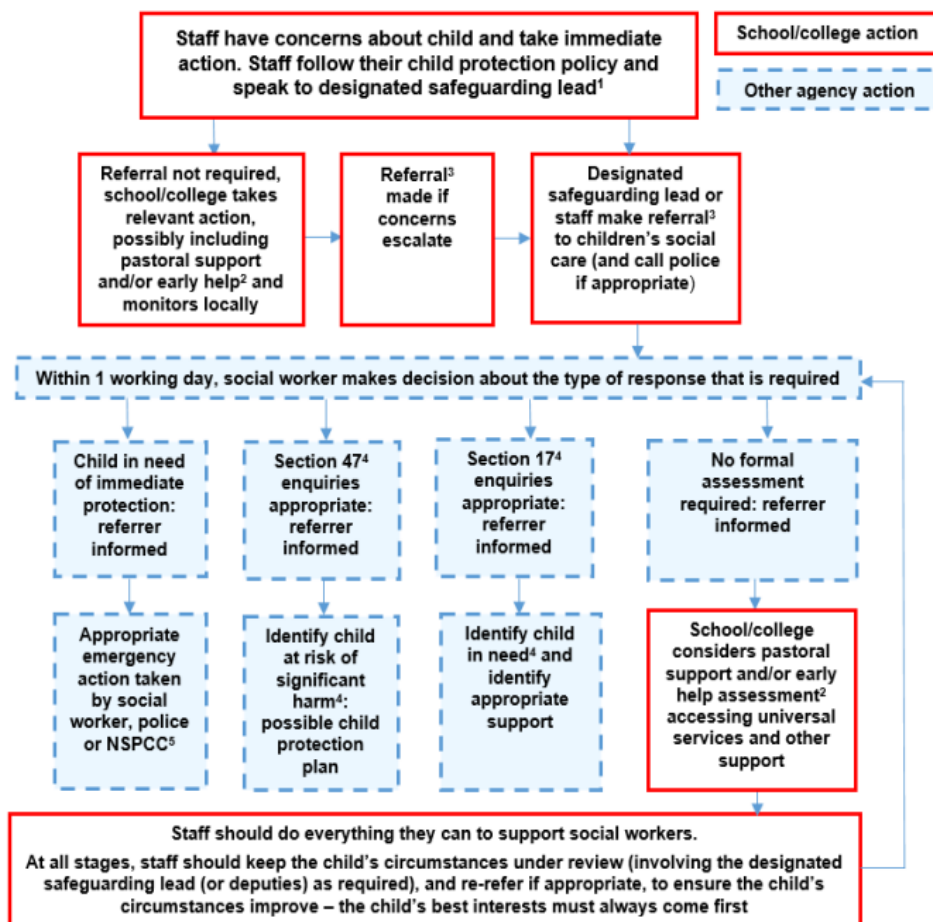 Staff have concerns about child and take immediate
action. Staff follow their child protection policy and
speak to designated safeguarding lead¹
School/college action
Other agency action
Referral not required,
school/college takes
relevant action,
possibly including
pastoral support
and/or early help² and
monitors locally
Referral³
made if
concerns
escalate
Designated
safeguarding lead or
staff make referral³
to children's social
care (and call police
if appropriate)
Within 1 working day, social worker makes decision about the type of response that is required
Child in need
of immediate
protection:
referrer
informed
Section 47⁴
enquiries
appropriate:
referrer
informed
Section 17⁴
enquiries
appropriate:
referrer
informed
No formal
assessment
required: referrer
informed
Appropriate
emergency
action taken
by social
worker, police
or NSPCC⁵
Identify child
at risk of
significant
harm⁴:
possible child
protection
plan
Identify child
in need⁴ and
identify
appropriate
support
School/college
considers pastoral
support and/or early
help assessment²
accessing universal
services and other
support
Staff should do everything they can to support social workers.
At all stages, staff should keep the child's circumstances under review (involving the designated
safeguarding lead (or deputies) as required), and re-refer if appropriate, to ensure the child's
circumstances improve – the child's best interests must always come first